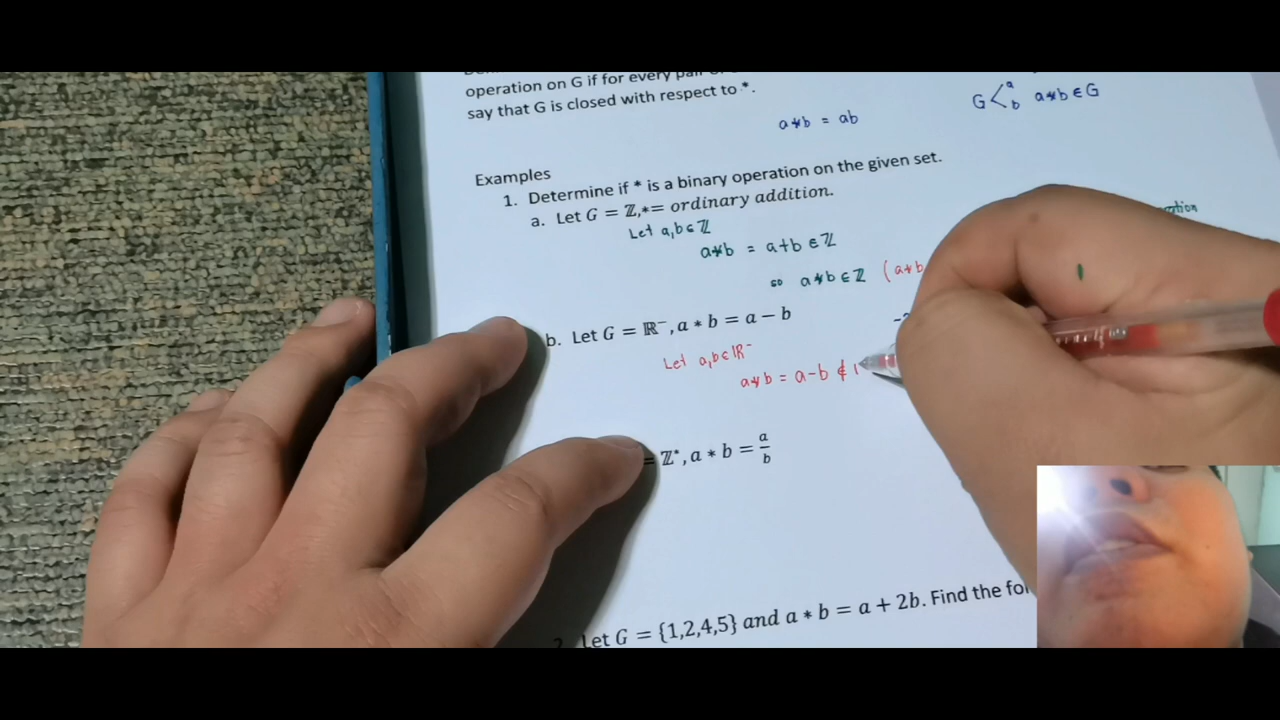 operation on G if for every pair
say that G is closed with respect to *.
a*b = ab
G < a b a*b ∈ G
Examples
1. Determine if * is a binary operation on the given set.
a. Let G = ℤ,*= ordinary addition.
Let a,b ∈ ℤ
a*b = a+b ∈ ℤ
so a*b ∈ ℤ (a*b
b. Let G = ℝ⁻, a * b = a − b
Let a,b ∈ ℝ⁻
a*b = a-b ∉
= ℤ*, a * b = a/b
2. Let G = {1,2,4,5} and a * b = a + 2b. Find the